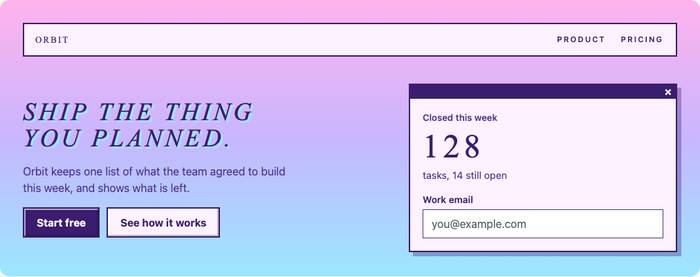 ORBIT
PRODUCT PRICING
SHIP THE THING
YOU PLANNED.
Orbit keeps one list of what the team agreed to build
this week, and shows what is left.
Start free
See how it works
Closed this week
128
tasks, 14 still open
Work email
you@example.com